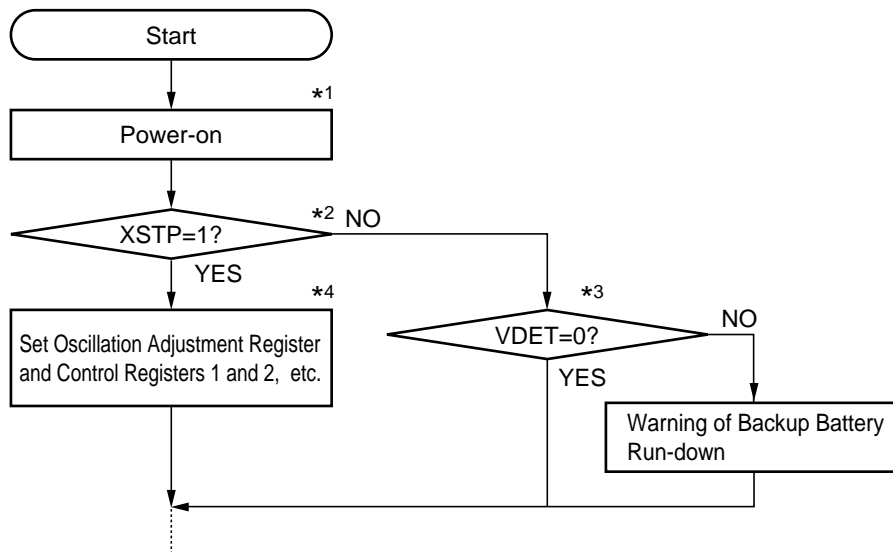 Start
*1
Power-on
*2
NO
XSTP=1?
YES
*4
*3
Set Oscillation Adjustment Register
and Control Registers 1 and 2, etc.
VDET=0?
NO
YES
Warning of Backup Battery
Run-down